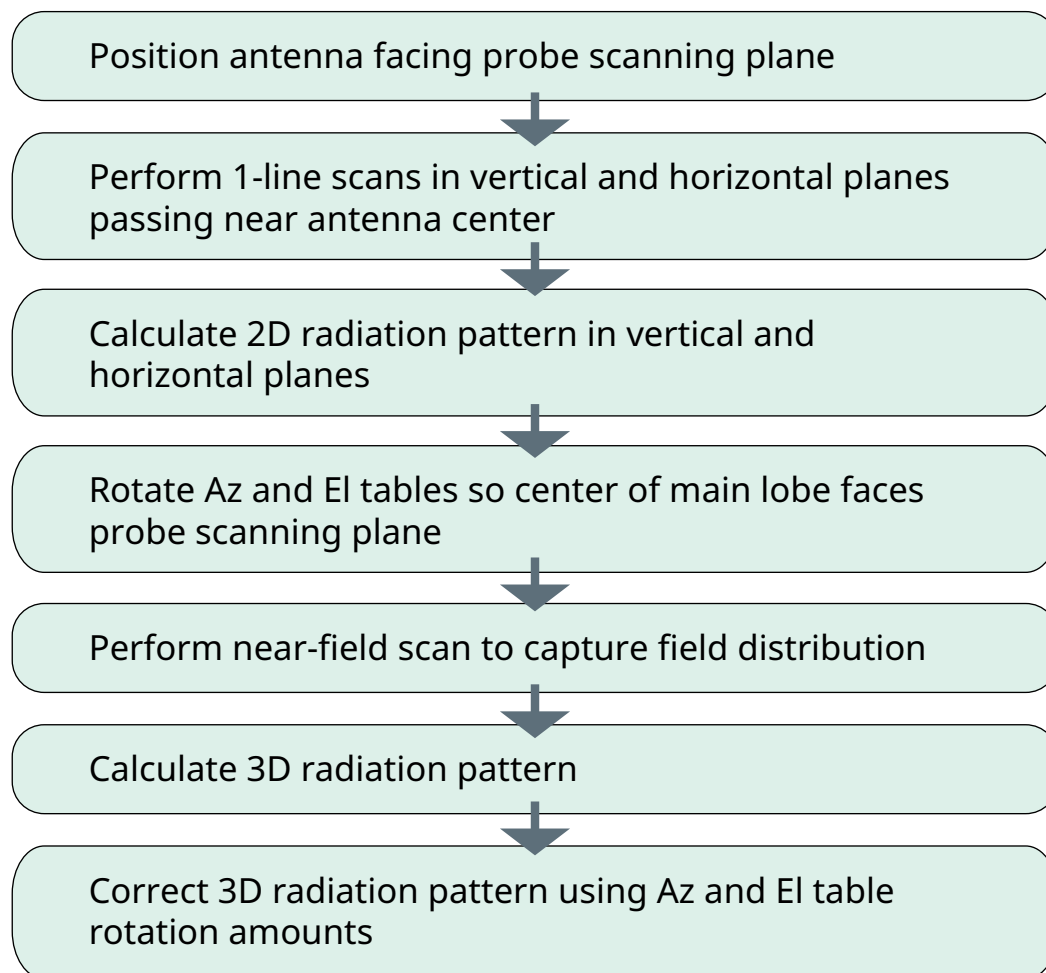 Position antenna facing probe scanning plane
Perform 1-line scans in vertical and horizontal planes
passing near antenna center
Calculate 2D radiation pattern in vertical and
horizontal planes
Rotate Az and El tables so center of main lobe faces
probe scanning plane
Perform near-field scan to capture field distribution
Calculate 3D radiation pattern
Correct 3D radiation pattern using Az and El table
rotation amounts